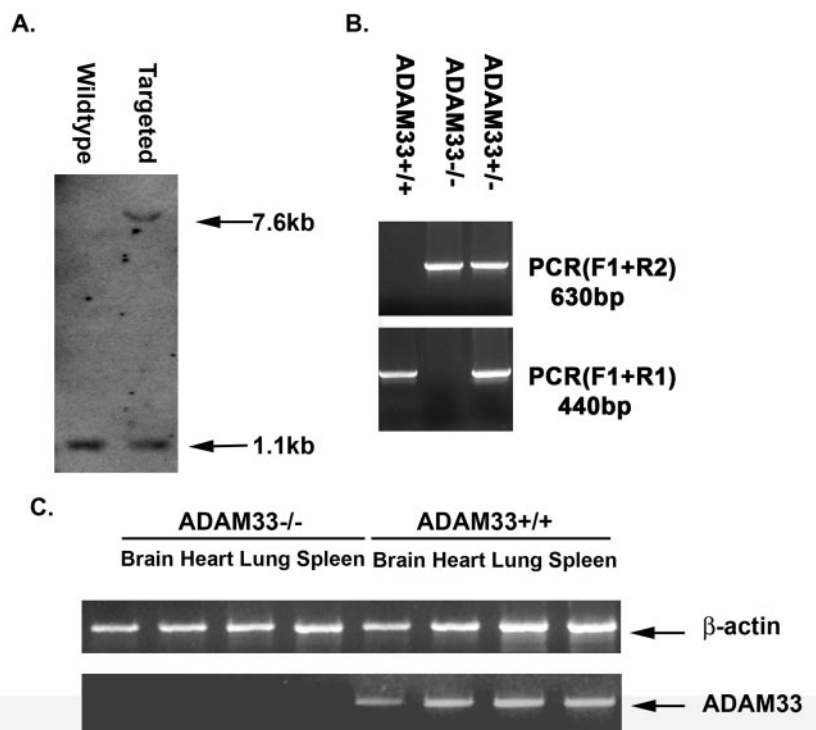 A.
Wildtype
Targeted
7.6kb
1.1kb
B.
ADAM33+/+
ADAM33-/-
ADAM33+/-
PCR(F1+R2)
630bp
PCR(F1+R1)
440bp
C.
ADAM33-/- ADAM33+/+
Brain Heart Lung Spleen Brain Heart Lung Spleen
β-actin
ADAM33